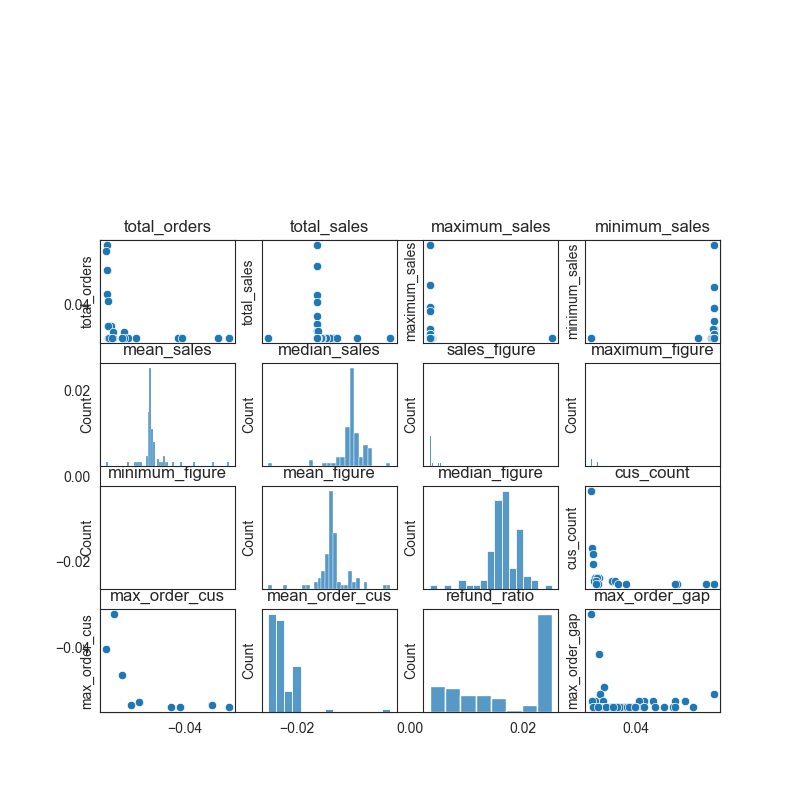 total_orders total_sales maximum_sales minimum_sales
total_orders total_sales maximum_sales minimum_sales
0.04
mean_sales median_sales sales_figure maximum_figure
0.02
Count Count Count Count
0.00
minimum_figure mean_figure median_figure cus_count
Count Count Count cus_count
−0.02
max_order_cus mean_order_cus refund_ratio max_order_gap
−0.04
max_order_cus Count Count max_order_gap
−0.04 −0.02 0.00 0.02 0.04